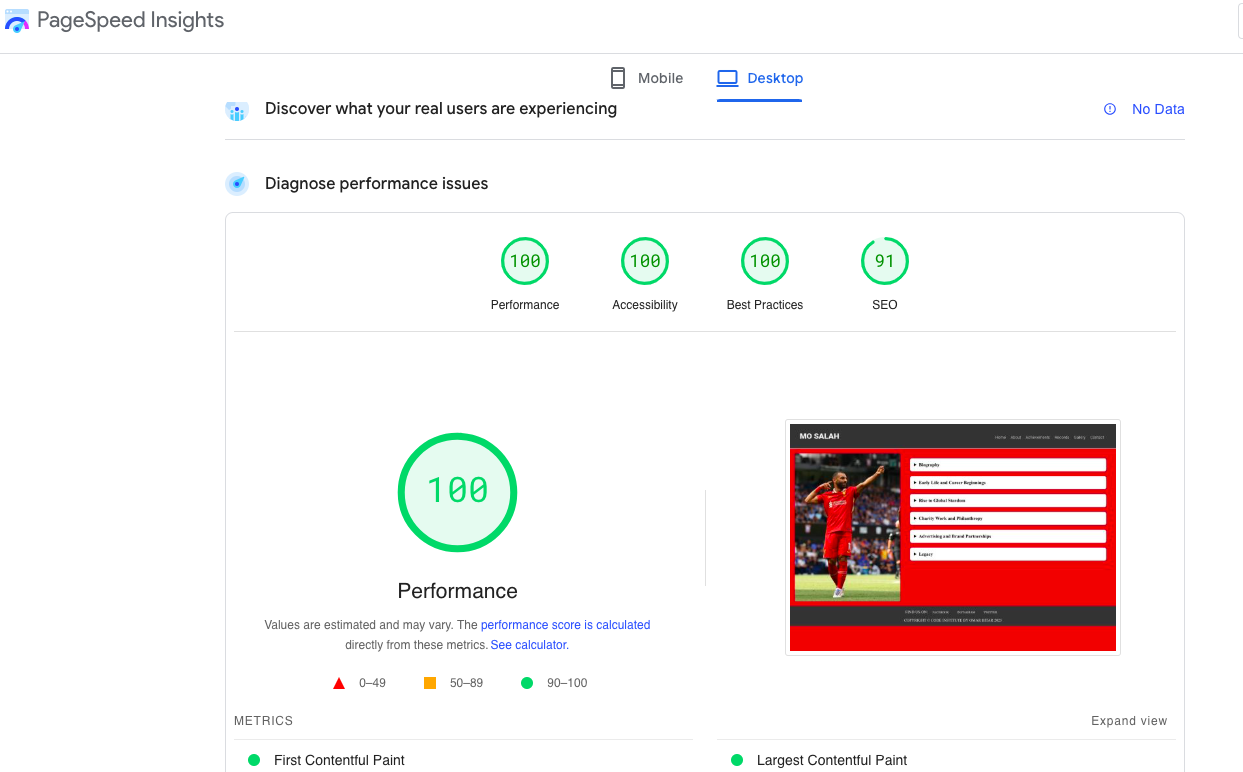 PageSpeed Insights
Mobile
Desktop
Discover what your real users are experiencing
No Data
Diagnose performance issues
100
100
100
91
Performance
Accessibility
Best Practices
SEO
100
Performance
Values are estimated and may vary. The performance score is calculated
directly from these metrics. See calculator.
0–49
50–89
90–100
MO SALAH
Home About Achievements Records Gallery Contact
Biography
Early Life and Career Beginnings
Rise to Global Stardom
Charity Work and Philanthropy
Advertising and Brand Partnerships
Legacy
METRICS
Expand view
First Contentful Paint
Largest Contentful Paint